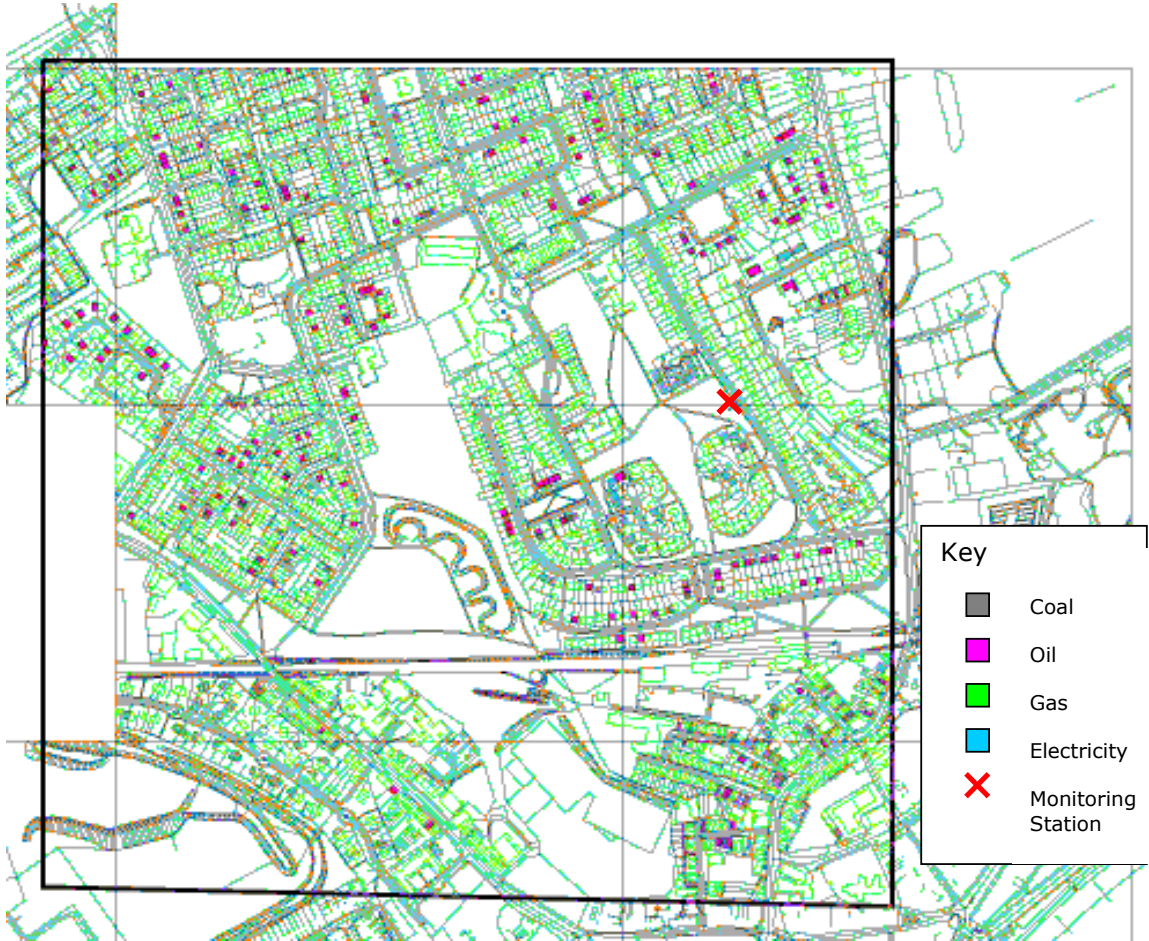 Key
Coal
Oil
Gas
Electricity
Monitoring
Station